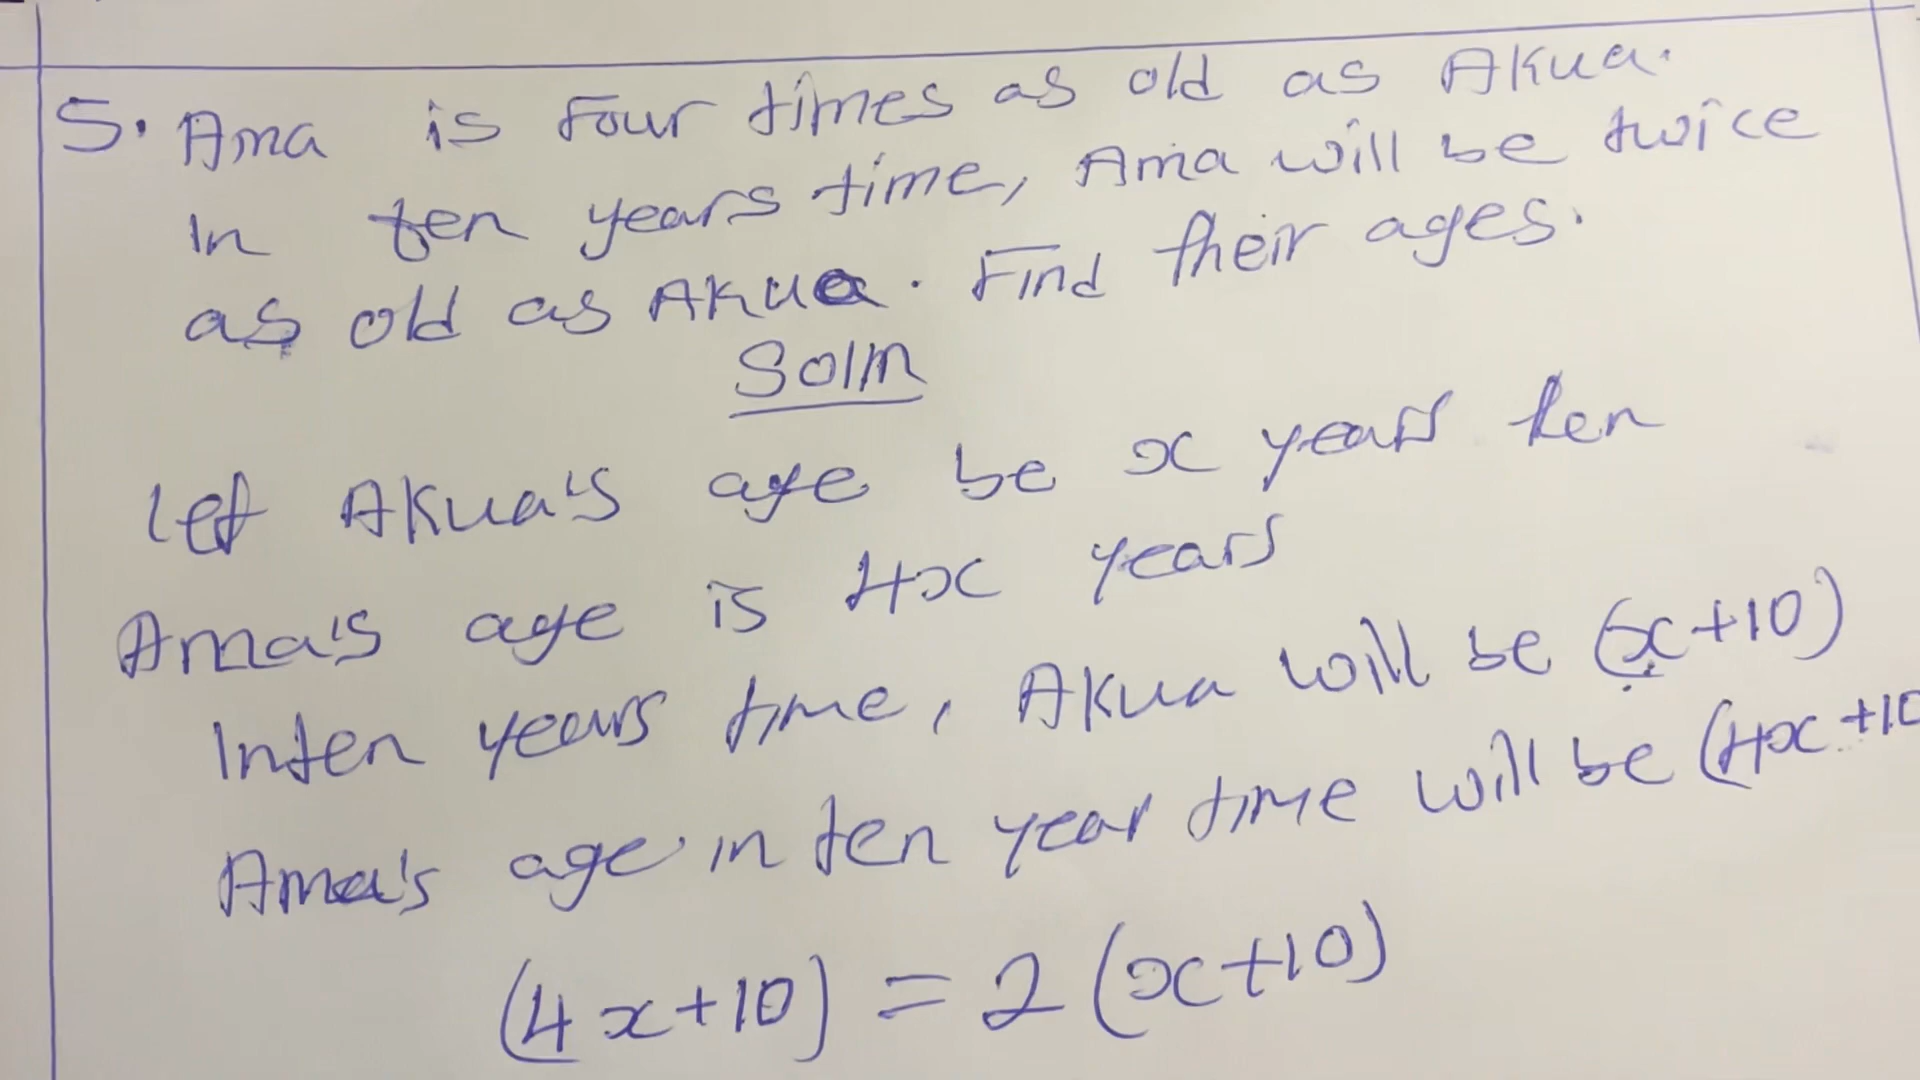 5. Ama is four times as old as Akua.
In ten years time, Ama will be twice
as old as Akua. Find their ages.
Soln
let Akua's age be x years then
Ama's age is 4x years
Inten years time, Akua will be (x+10)
Ama's age in ten year time will be (4x+10
(4x+10) = 2(x+10)